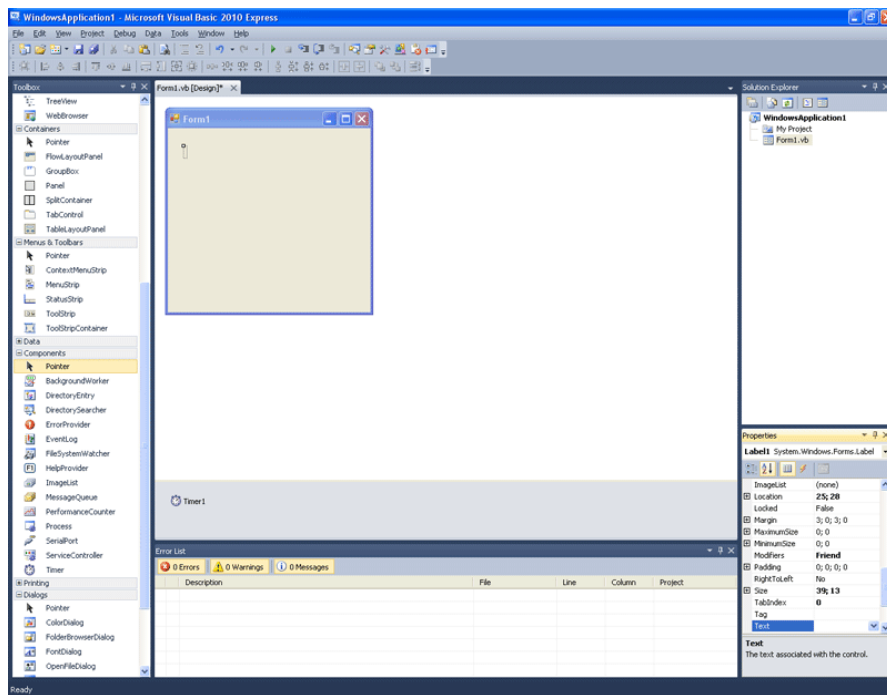 WindowsApplication1 - Microsoft Visual Basic 2010 Express
File Edit View Project Debug Data Tools Window Help
Toolbox
TreeView
WebBrowser
Containers
Pointer
FlowLayoutPanel
GroupBox
Panel
SplitContainer
TabControl
TableLayoutPanel
Menus & Toolbars
Pointer
ContextMenuStrip
MenuStrip
StatusStrip
ToolStrip
ToolStripContainer
Data
Components
Pointer
BackgroundWorker
DirectoryEntry
DirectorySearcher
ErrorProvider
EventLog
FileSystemWatcher
HelpProvider
ImageList
MessageQueue
PerformanceCounter
Process
SerialPort
ServiceController
Timer
Printing
Dialogs
Pointer
ColorDialog
FolderBrowserDialog
FontDialog
OpenFileDialog
Form1.vb [Design]*
Form1
Timer1
Error List
0 Errors 0 Warnings 0 Messages
Description File Line Column Project
Solution Explorer
WindowsApplication1
My Project
Form1.vb
Properties
Label1 System.Windows.Forms.Label
ImageList (none)
Location 25; 28
Locked False
Margin 3; 0; 3; 0
MaximumSize 0; 0
MinimumSize 0; 0
Modifiers Friend
Padding 0; 0; 0; 0
RightToLeft No
Size 39; 13
TabIndex 0
Tag
Text
Text
The text associated with the control.
Ready